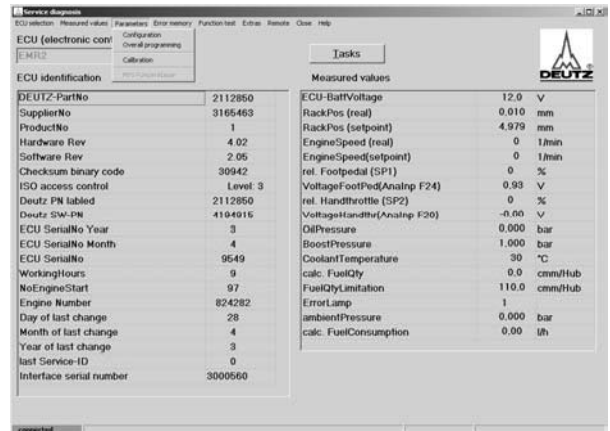 Service diagnosis
ECU selection Measured values Parameters Error memory Function test Extras Remote Close Help
Configuration
Overall programming
Calibration
ECU (electronic con
EMR2
Tasks
DEUTZ
ECU identification
Measured values
DEUTZ-PartNo 2112850
SupplierNo 3165463
ProductNo 1
Hardware Rev 4.02
Software Rev 2.05
Checksum binary code 30942
ISO access control Level: 3
Deutz PN labled 2112850
Deutz SW-PN 4194915
ECU SerialNo Year 3
ECU SerialNo Month 4
ECU SerialNo 9549
WorkingHours 9
NoEngineStart 97
Engine Number 824282
Day of last change 28
Month of last change 4
Year of last change 3
last Service-ID 0
Interface serial number 3000560
ECU-BattVoltage 12,0 V
RackPos (real) 0,010 mm
RackPos (setpoint) 4,979 mm
EngineSpeed (real) 0 1/min
EngineSpeed(setpoint) 0 1/min
rel. Footpedal (SP1) 0 %
VoltageFootPed(AnaInp F24) 0,93 V
rel. Handthrottle (SP2) 0 %
VoltageHandthr(AnaInp F20) -0,00 V
OilPressure 0,000 bar
BoostPressure 1,000 bar
CoolantTemperature 30 °C
calc. FuelQty 0,0 cmm/Hub
FuelQtyLimitation 110,0 cmm/Hub
ErrorLamp 1
ambientPressure 0,000 bar
calc. FuelConsumption 0,00 l/h
connected